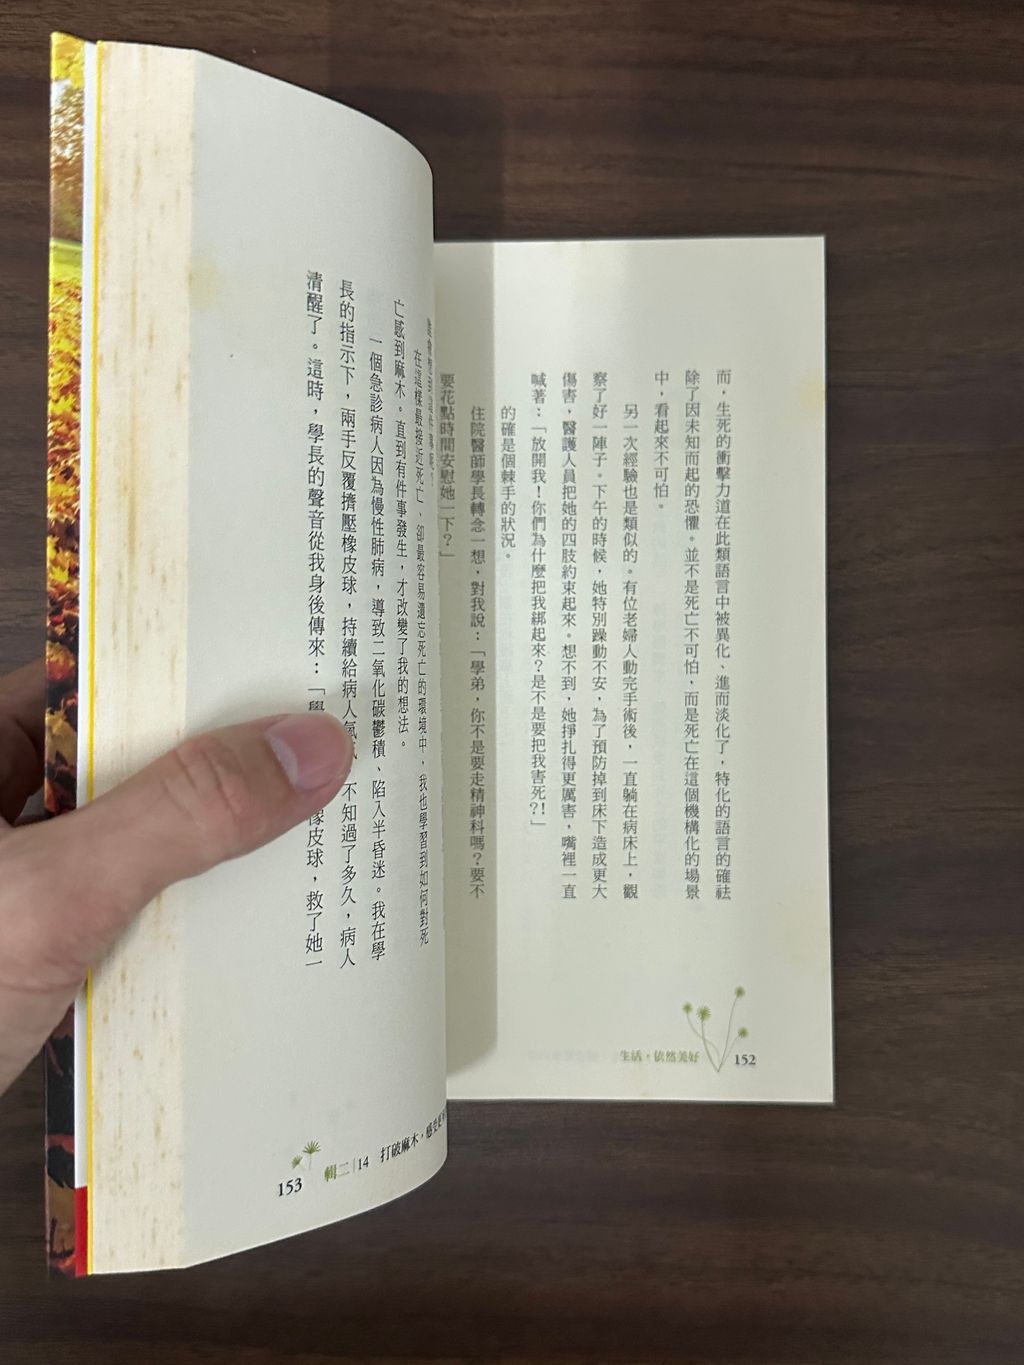 而，生死的衝擊力道在此類語言中被異化、進而淡化了，特化的語言的確祛
除了因未知而起的恐懼。並不是死亡不可怕，而是死亡在這個機構化的場景
中，看起來不可怕。
另一次經驗也是類似的。有位老婦人動完手術後，一直躺在病床上，觀
察了好一陣子。下午的時候，她特別躁動不安，為了預防掉到床下造成更大
傷害，醫護人員把她的四肢約束起來。想不到，她掙扎得更厲害，嘴裡一直
喊著：「放開我！你們為什麼把我綁起來？是不是要把我害死？！」
的確是個棘手的狀況。
住院醫師學長轉念一想，對我說：「學弟，你不是要走精神科嗎？要不
要花點時間安慰她一下？」
生活，依然美好
152
在這樣最接近死亡、卻最容易遺忘死亡的環境中，我也學習到如何對死
亡感到麻木。直到有件事發生，才改變了我的想法。
一個急診病人因為慢性肺病，導致二氧化碳鬱積、陷入半昏迷。我在學
長的指示下，兩手反覆擠壓橡皮球，持續給病人氧氣 不知過了多久，病人
清醒了。這時，學長的聲音從我身後傳來：「學 橡皮球，救了她一
153
輯二｜14 打破麻木，感受